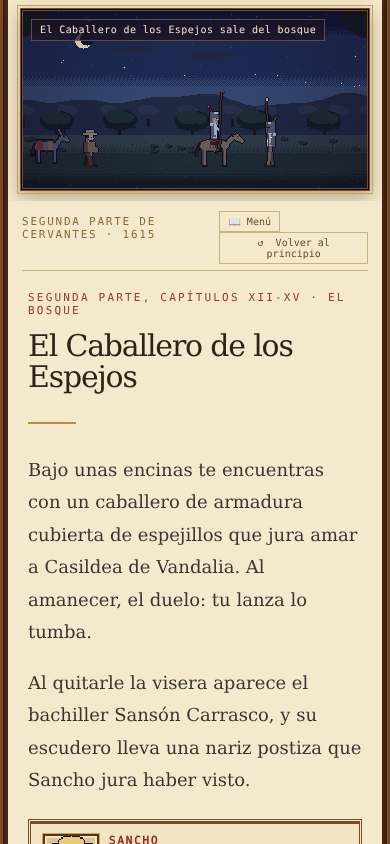 El Caballero de los Espejos sale del bosque
SEGUNDA PARTE DE
CERVANTES · 1615
📖 Menú
↺ Volver al
principio
SEGUNDA PARTE, CAPÍTULOS XII-XV · EL
BOSQUE
El Caballero de los
Espejos
Bajo unas encinas te encuentras
con un caballero de armadura
cubierta de espejillos que jura amar
a Casildea de Vandalia. Al
amanecer, el duelo: tu lanza lo
tumba.
Al quitarle la visera aparece el
bachiller Sansón Carrasco, y su
escudero lleva una nariz postiza que
Sancho jura haber visto.
SANCHO